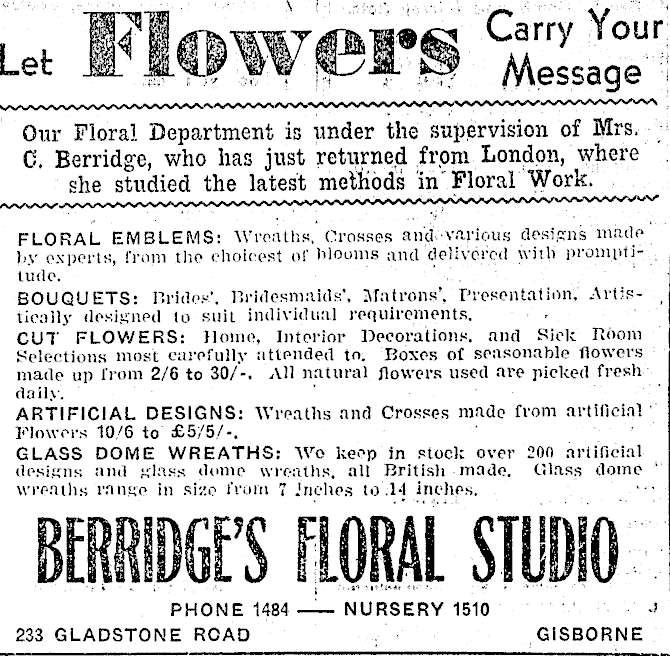 Let Flowers Carry Your Message
Our Floral Department is under the supervision of Mrs.
C. Berridge, who has just returned from London, where
she studied the latest methods in Floral Work.
FLORAL EMBLEMS: Wreaths, Crosses and various designs made
by experts, from the choicest of blooms and delivered with prompti-
tude.
BOUQUETS: Brides', Bridesmaids', Matrons', Presentation, Artis-
tically designed to suit individual requirements.
CUT FLOWERS: Home, Interior Decorations, and Sick Room
Selections most carefully attended to. Boxes of seasonable flowers
made up from 2/6 to 30/-. All natural flowers used are picked fresh
daily.
ARTIFICIAL DESIGNS: Wreaths and Crosses made from artificial
Flowers 10/6 to £5/5/-.
GLASS DOME WREATHS: We keep in stock over 200 artificial
designs and glass dome wreaths, all British made. Glass dome
wreaths range in size from 7 inches to 14 inches.
BERRIDGE'S FLORAL STUDIO
PHONE 1484 — NURSERY 1510
233 GLADSTONE ROAD GISBORNE